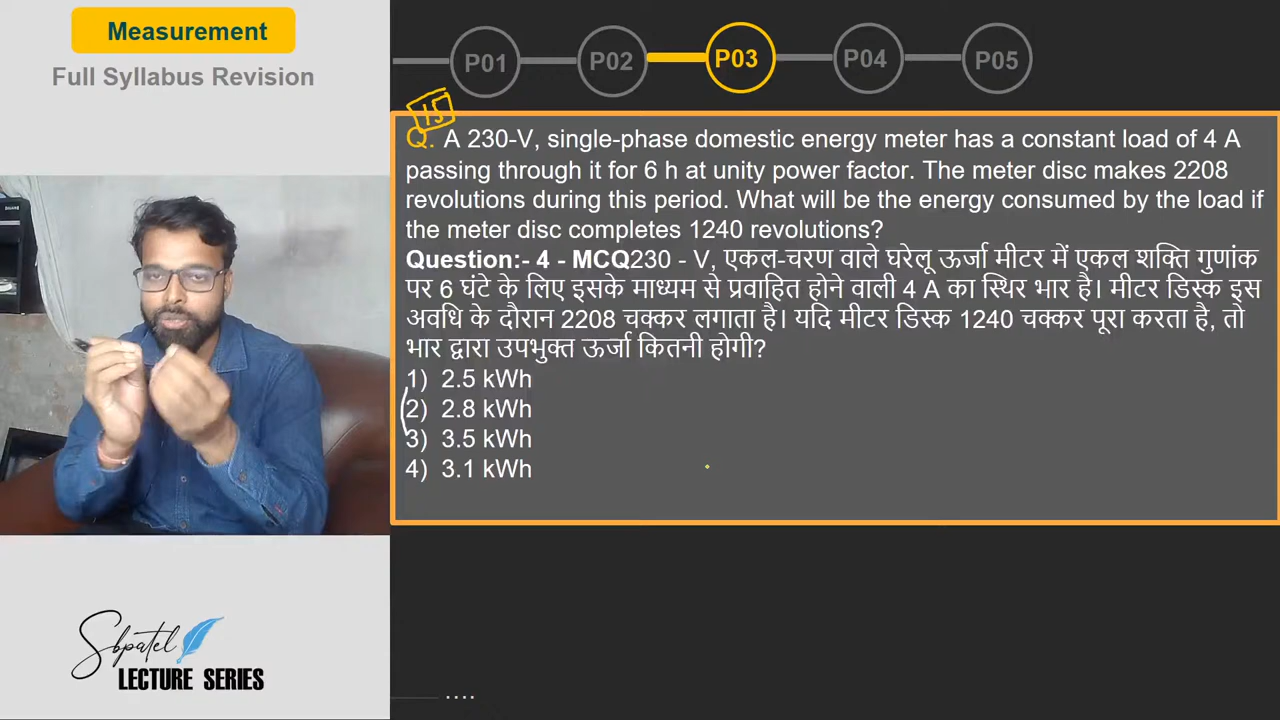 Measurement
Full Syllabus Revision
P01
P02
P03
P04
P05
15
Q. A 230-V, single-phase domestic energy meter has a constant load of 4 A
passing through it for 6 h at unity power factor. The meter disc makes 2208
revolutions during this period. What will be the energy consumed by the load if
the meter disc completes 1240 revolutions?
Question:- 4 - MCQ230 - V, एकल-चरण वाले घरेलू ऊर्जा मीटर में एकल शक्ति गुणांक
पर 6 घंटे के लिए इसके माध्यम से प्रवाहित होने वाली 4 A का स्थिर भार है। मीटर डिस्क इस
अवधि के दौरान 2208 चक्कर लगाता है। यदि मीटर डिस्क 1240 चक्कर पूरा करता है, तो
भार द्वारा उपभुक्त ऊर्जा कितनी होगी?
1) 2.5 kWh
2) 2.8 kWh
3) 3.5 kWh
4) 3.1 kWh
Sbpatel
LECTURE SERIES
....